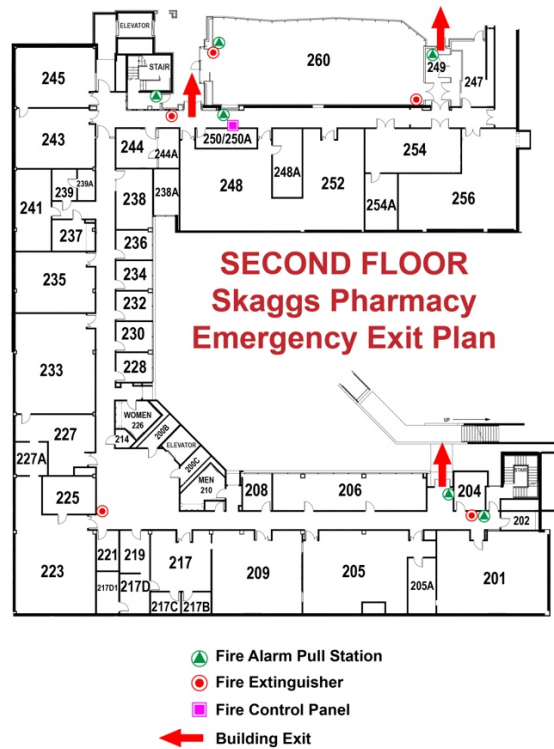 ELEVATOR
STAIR
245
260
249
247
243
244
244A
250/250A
248
248A
252
254
254A
256
239A
239
241
237
238
238A
236
235
234
232
230
228
233
SECOND FLOOR
Skaggs Pharmacy
Emergency Exit Plan
WOMEN
226
214
200B
ELEVATOR
200C
MEN
210
227
227A
225
223
UP
STAIR
208
206
204
202
221
219
217
217D
217D1
217C
217B
209
205
205A
201
Fire Alarm Pull Station
Fire Extinguisher
Fire Control Panel
Building Exit